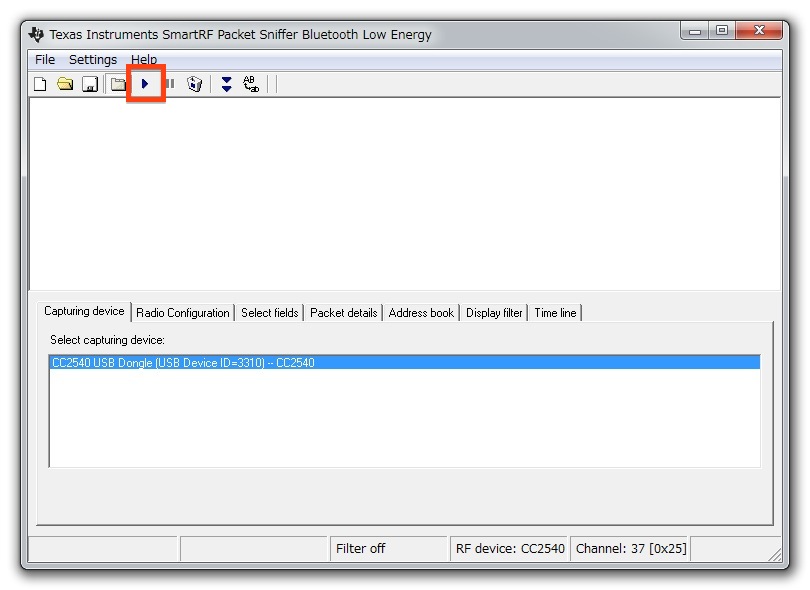 Texas Instruments SmartRF Packet Sniffer Bluetooth Low Energy
File Settings Help
AB
Capturing device Radio Configuration Select fields Packet details Address book Display filter Time line
Select capturing device:
CC2540 USB Dongle (USB Device ID=3310) -- CC2540
Filter off RF device: CC2540 Channel: 37 [0x25]